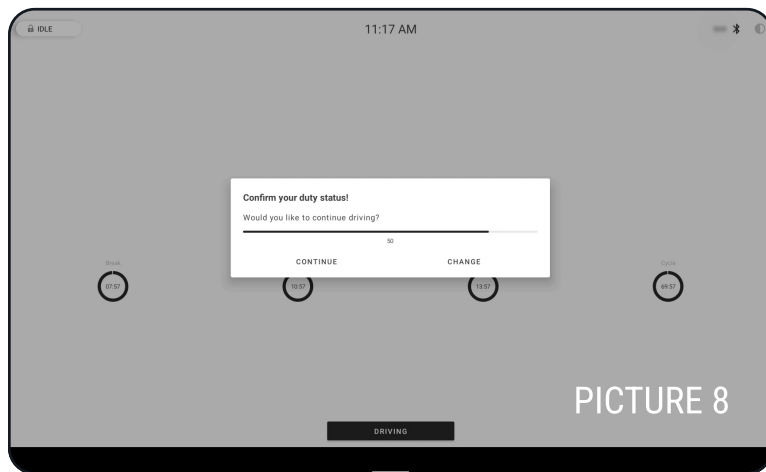 IDLE
11:17 AM
Confirm your duty status!
Would you like to continue driving?
50
CONTINUE
CHANGE
Break
Cycle
07:57
10:57
13:57
69:57
PICTURE 8
DRIVING